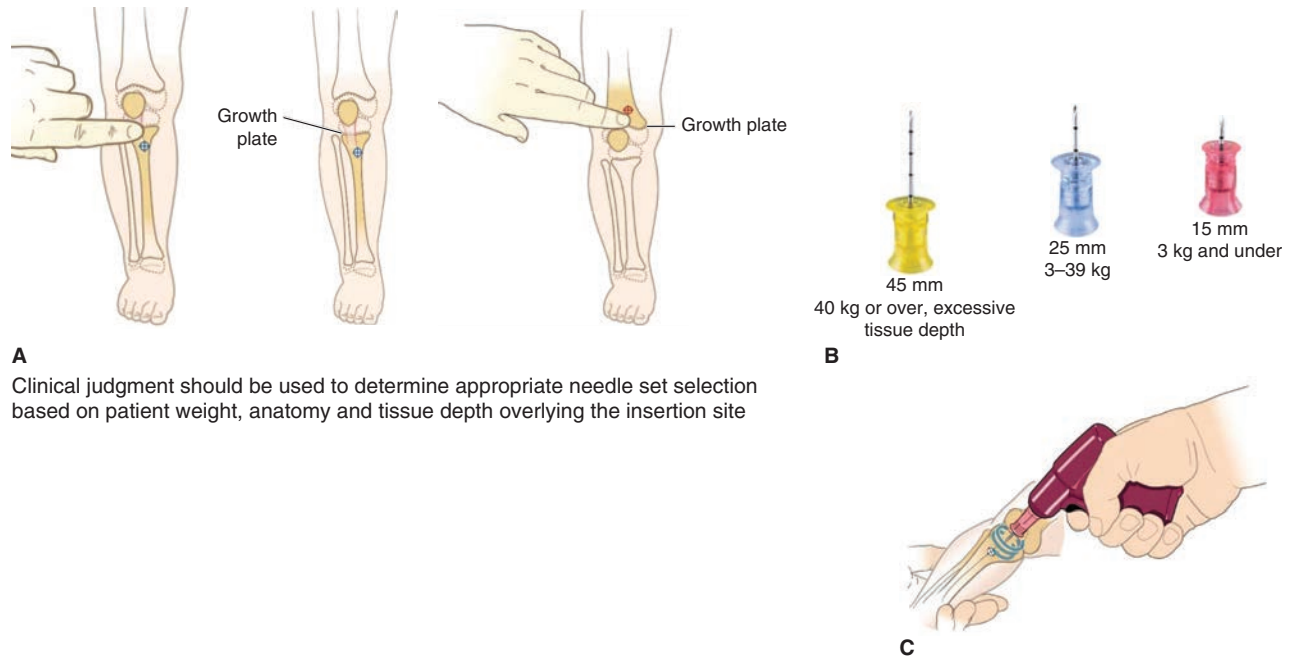 Growth
plate
Growth plate
A
Clinical judgment should be used to determine appropriate needle set selection
based on patient weight, anatomy and tissue depth overlying the insertion site
45 mm
40 kg or over, excessive
tissue depth
25 mm
3–39 kg
15 mm
3 kg and under
B
C